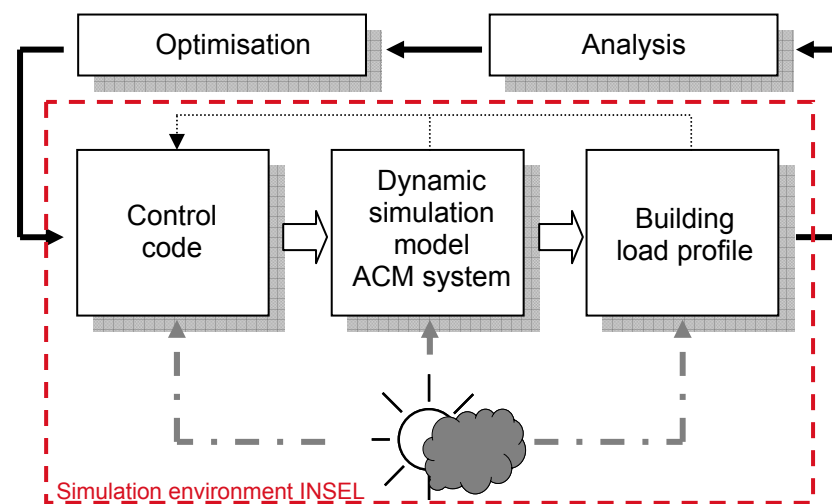 Optimisation
Analysis
Control
code
Dynamic
simulation
model
ACM system
Building
load profile
Simulation environment INSEL